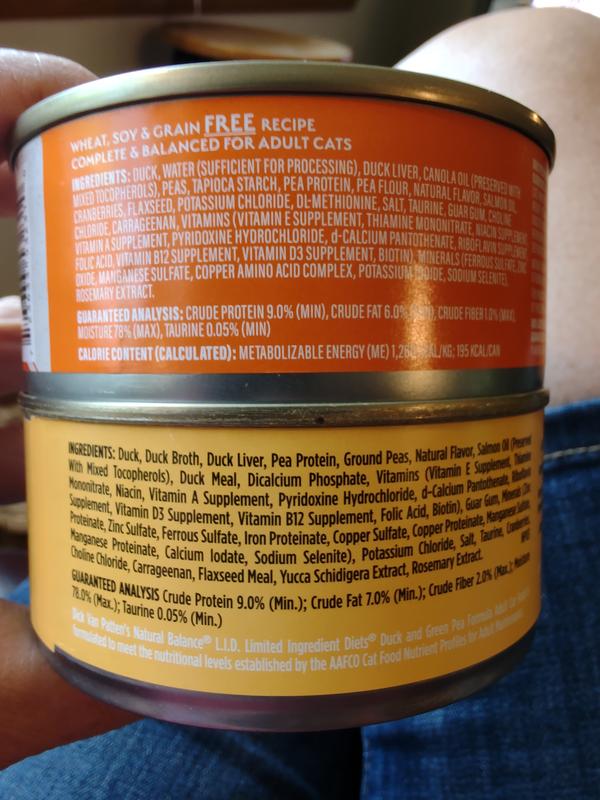 WHEAT, SOY & GRAIN FREE RECIPE
COMPLETE & BALANCED FOR ADULT CATS
INGREDIENTS: DUCK, WATER (SUFFICIENT FOR PROCESSING), DUCK LIVER, CANOLA OIL (PRESERVED WITH
MIXED TOCOPHEROLS), PEAS, TAPIOCA STARCH, PEA PROTEIN, PEA FLOUR, NATURAL FLAVOR, SALMON OIL,
CRANBERRIES, FLAXSEED, POTASSIUM CHLORIDE, DL-METHIONINE, SALT, TAURINE, GUAR GUM, CHOLINE
CHLORIDE, CARRAGEENAN, VITAMINS (VITAMIN E SUPPLEMENT, THIAMINE MONONITRATE, NIACIN SUPPLEMENT,
VITAMIN A SUPPLEMENT, PYRIDOXINE HYDROCHLORIDE, d-CALCIUM PANTOTHENATE, RIBOFLAVIN SUPPLEMENT,
FOLIC ACID, VITAMIN B12 SUPPLEMENT, VITAMIN D3 SUPPLEMENT, BIOTIN), MINERALS (FERROUS SULFATE, ZINC
OXIDE, MANGANESE SULFATE, COPPER AMINO ACID COMPLEX, POTASSIUM IODIDE, SODIUM SELENITE),
ROSEMARY EXTRACT.
GUARANTEED ANALYSIS: CRUDE PROTEIN 9.0% (MIN), CRUDE FAT 6.0% (MIN), CRUDE FIBER 1.0% (MAX),
MOISTURE 78% (MAX), TAURINE 0.05% (MIN)
CALORIE CONTENT (CALCULATED): METABOLIZABLE ENERGY (ME) 195 KCAL/CAN
INGREDIENTS: Duck, Duck Broth, Duck Liver, Pea Protein, Ground Peas, Natural Flavor, Salmon Oil (Preserved
With Mixed Tocopherols), Duck Meal, Dicalcium Phosphate, Vitamins (Vitamin E Supplement, Thiamine
Mononitrate, Niacin, Vitamin A Supplement, Pyridoxine Hydrochloride, d-Calcium Pantothenate, Riboflavin
Supplement, Vitamin D3 Supplement, Vitamin B12 Supplement, Folic Acid, Biotin), Guar Gum, Minerals (Zinc
Proteinate, Zinc Sulfate, Ferrous Sulfate, Iron Proteinate, Copper Sulfate, Copper Proteinate, Manganese Sulfate,
Manganese Proteinate, Calcium Iodate, Sodium Selenite), Potassium Chloride, Salt, Taurine, Cranberries,
Choline Chloride, Carrageenan, Flaxseed Meal, Yucca Schidigera Extract, Rosemary Extract.
GUARANTEED ANALYSIS Crude Protein 9.0% (Min.); Crude Fat 7.0% (Min.); Crude Fiber 2.0% (Max.); Moisture
78.0% (Max.); Taurine 0.05% (Min.)
Dick Van Patten's Natural Balance® L.I.D. Limited Ingredient Diets® Duck and Green Pea Formula Adult Cat
formulated to meet the nutritional levels established by the AAFCO Cat Food Nutrient Profiles for Adult Maintenance.